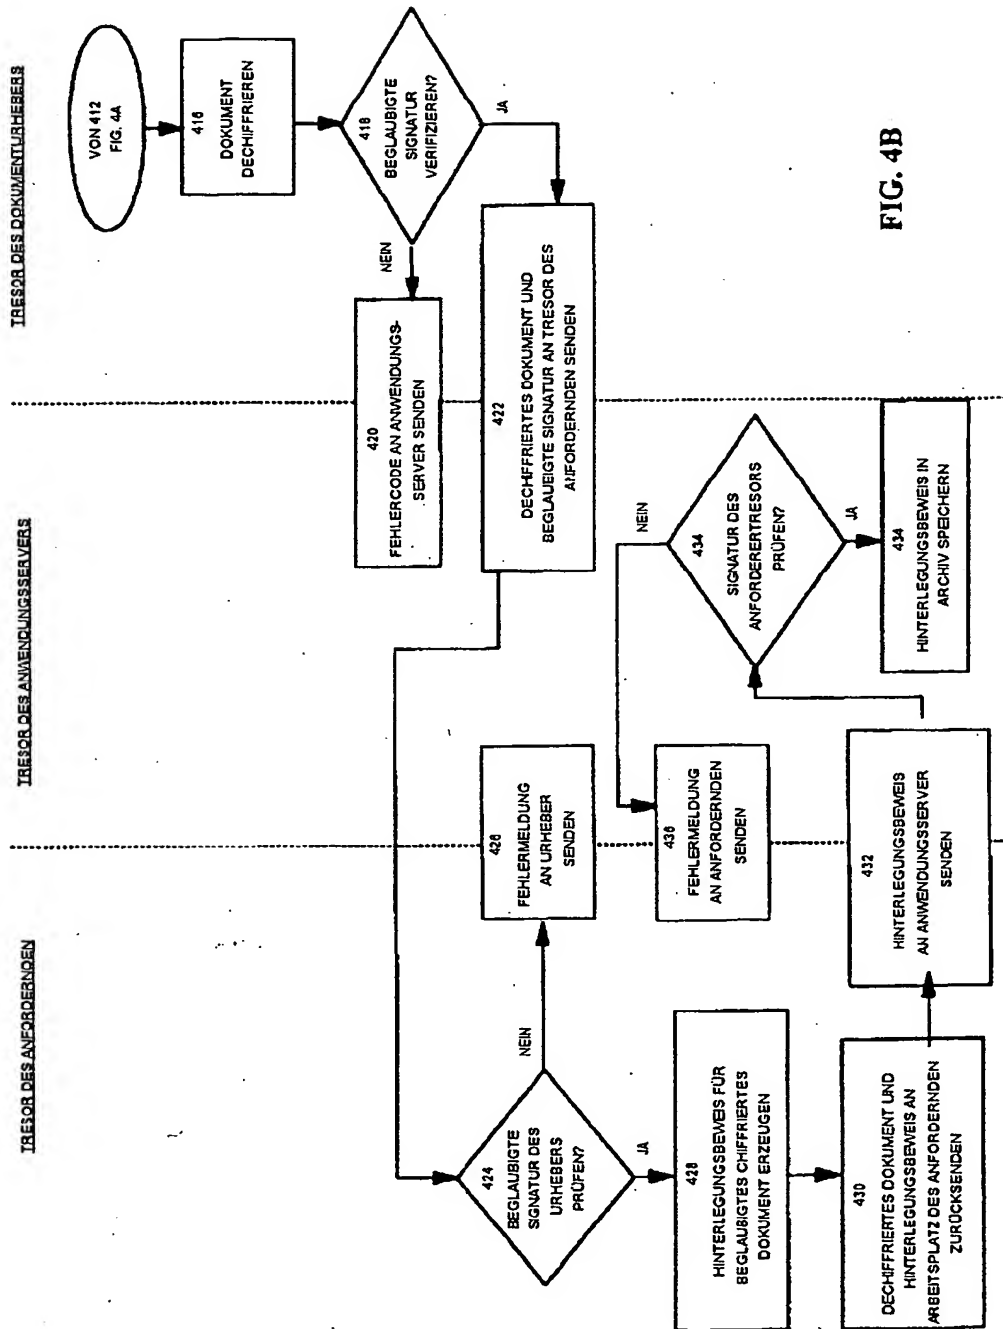 TRESOR DES ANFORDERNDEN
TRESOR DES ANWENDUNGSSERVERS
TRESOR DES DOKUMENTURHEBERS
VON 412
FIG. 4A
416
DOKUMENT
DECHIFFRIEREN
418
BEGLAUBIGTE
SIGNATUR
VERIFIZIEREN?
NEIN
JA
420
FEHLERCODE AN ANWENDUNGS-
SERVER SENDEN
422
DECHIFFRIERTES DOKUMENT UND
BEGLAUEIGTE SIGNATUR AN TRESOR DES
ANFORDERNDEN SENDEN
424
BEGLAUBIGTE
SIGNATUR DES
URHEBERS
PRÜFEN?
NEIN
JA
426
FEHLERMELDUNG
AN URHEBER
SENDEN
428
HINTERLEGUNGSBEWEIS FÜR
BEGLAUBIGTES CHIFFRIERTES
DOKUMENT ERZEUGEN
430
DECHIFFRIERTES DOKUMENT UND
HINTERLEGUNGSBEWEIS AN
ARBEITSPLATZ DES ANFORDERNDEN
ZURÜCKSENDEN
432
HINTERLEGUNGSBEWEIS
AN ANWENDUNGSSERVER
SENDEN
434
SIGNATUR DES
ANFORDERERTRESORS
PRÜFEN?
NEIN
JA
436
FEHLERMELDUNG
AN ANFORDERNDEN
SENDEN
434
HINTERLEGUNGSBEWEIS IN
ARCHIV SPEICHERN
FIG. 4B